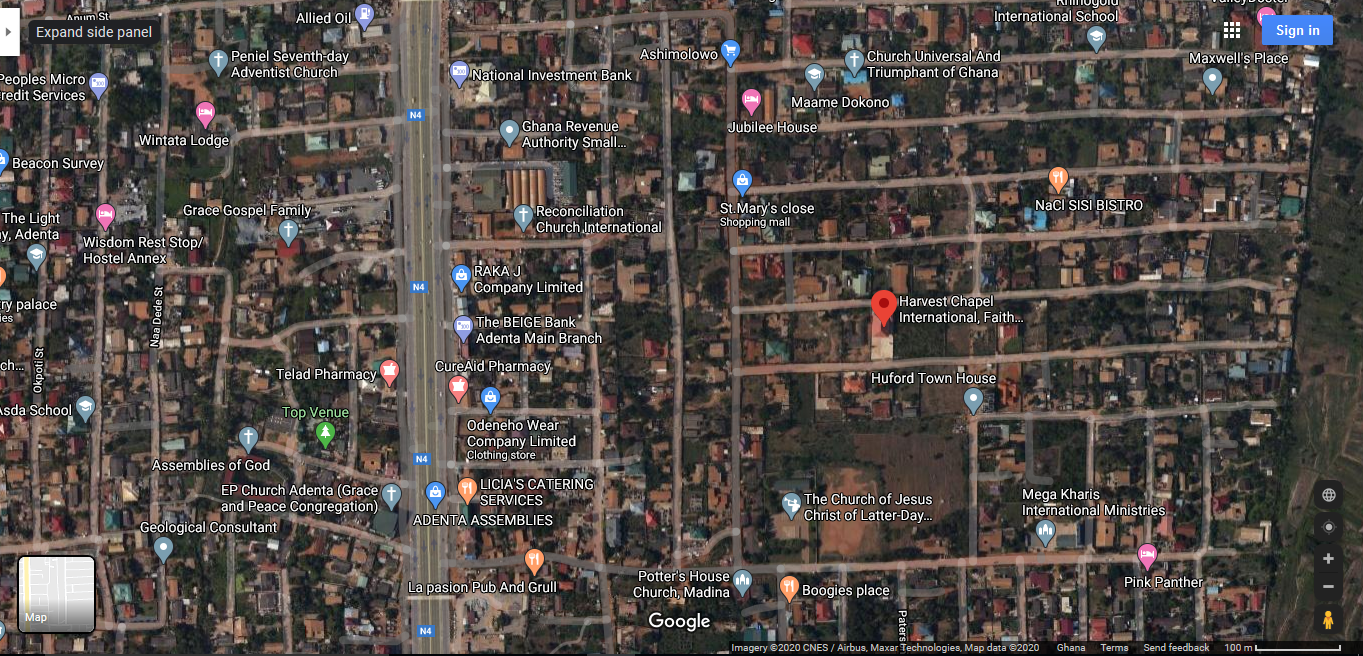 Anum St
Allied Oil
Rhinogold
International School
ValleyDoctor
Expand side panel
Sign in
Peniel Seventh-day
Adventist Church
Ashimolowo
Church Universal And
Triumphant of Ghana
Maxwell's Place
Peoples Micro
redit Services
National Investment Bank
Maame Dokono
N4
Wintata Lodge
Ghana Revenue
Authority Small...
Jubilee House
Beacon Survey
NaCl SISI BISTRO
The Light
y, Adenta
Grace Gospel Family
Reconciliation
Church International
St.Mary's close
Shopping mall
Wisdom Rest Stop/
Hostel Annex
RAKA J
Company Limited
N4
ry palace
ies
Naa Dede St
Harvest Chapel
International, Faith...
The BEIGE Bank
Adenta Main Branch
Okpoti St
ch...
Telad Pharmacy
CureAid Pharmacy
Huford Town House
Asda School
Top Venue
Odeneho Wear
Company Limited
Clothing store
Assemblies of God
N4
EP Church Adenta (Grace
and Peace Congregation)
LICIA'S CATERING
SERVICES
ADENTA ASSEMBLIES
The Church of Jesus
Christ of Latter-Day...
Mega Kharis
International Ministries
Geological Consultant
La pasion Pub And Grull
Potter's House
Church, Madina
Boogies place
Pink Panther
Map
Google
N4
Paters
Imagery ©2020 CNES / Airbus, Maxar Technologies, Map data ©2020
Ghana
Terms
Send feedback
100 m